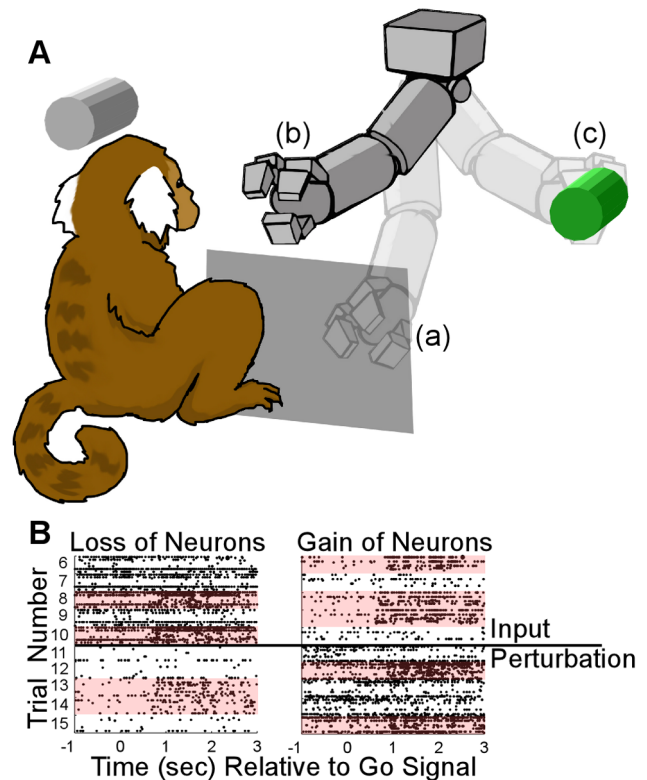 A
(b)
(c)
(a)
B
Loss of Neurons
Gain of Neurons
Trial Number
6
7
8
9
10
11
12
13
14
15
Input
Perturbation
-1 0 1 2 3
-1 0 1 2 3
Time (sec) Relative to Go Signal